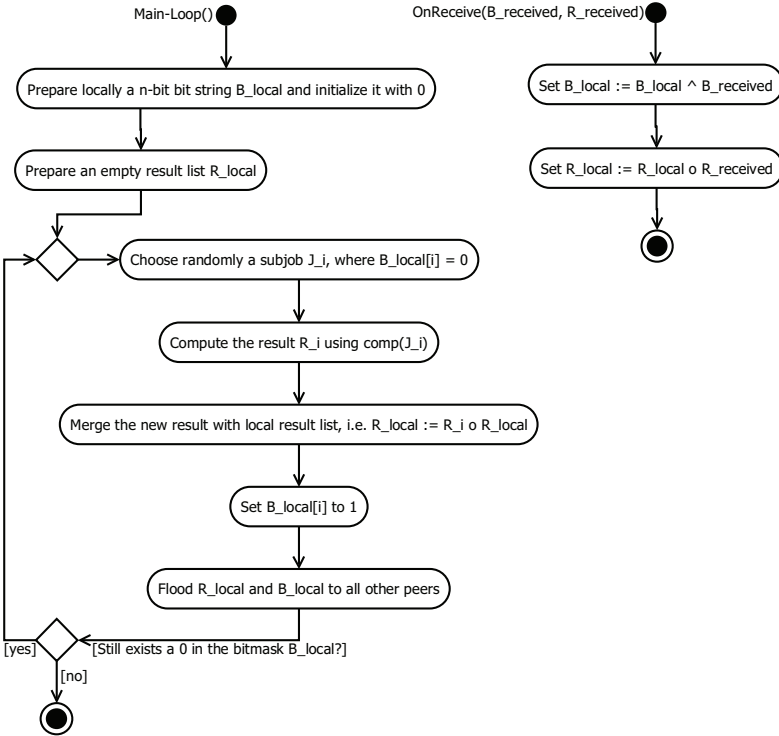 Main-Loop()
Prepare locally a n-bit bit string B_local and initialize it with 0
Prepare an empty result list R_local
Choose randomly a subjob J_i, where B_local[i] = 0
Compute the result R_i using comp(J_i)
Merge the new result with local result list, i.e. R_local := R_i o R_local
Set B_local[i] to 1
Flood R_local and B_local to all other peers
[yes]
[Still exists a 0 in the bitmask B_local?]
[no]
OnReceive(B_received, R_received)
Set B_local := B_local ^ B_received
Set R_local := R_local o R_received